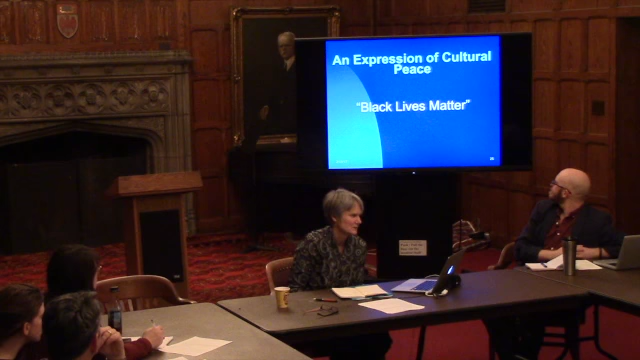 An Expression of Cultural
Peace
“Black Lives Matter”